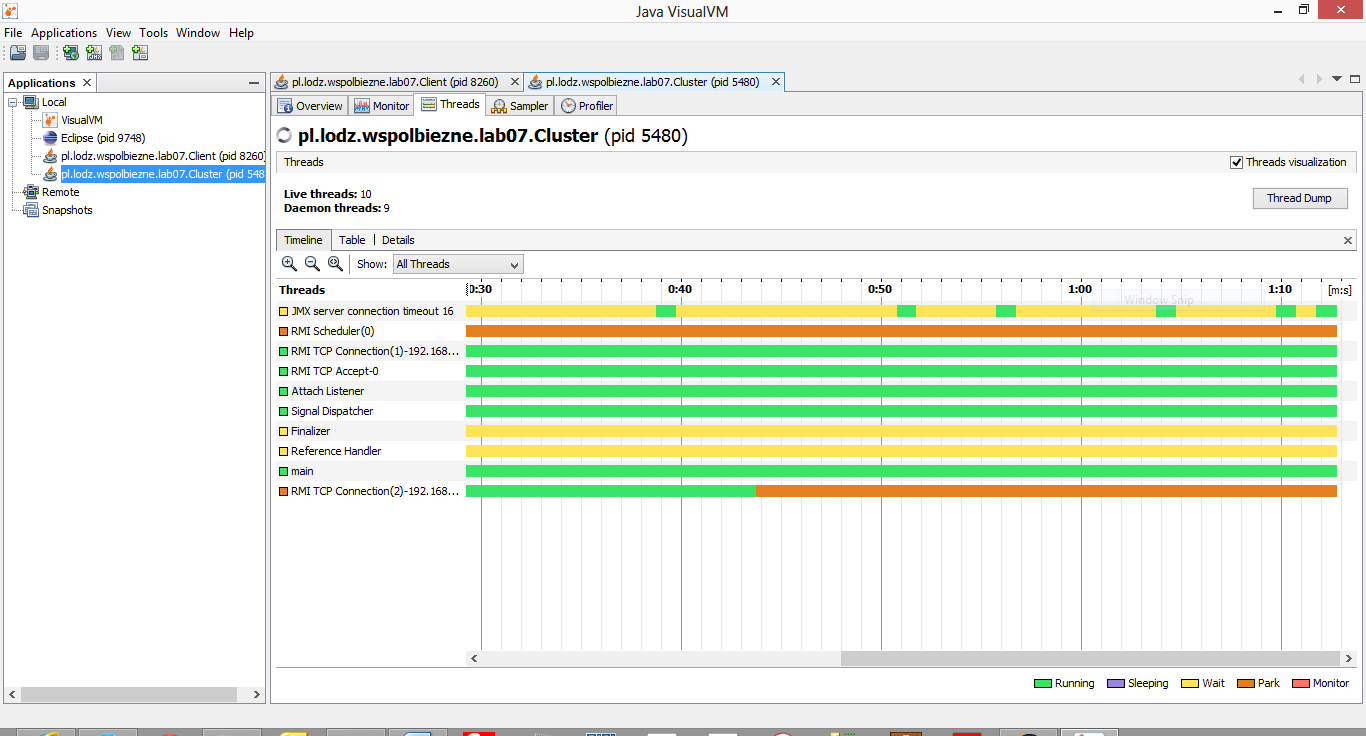 Java VisualVM
File Applications View Tools Window Help
Applications
Local
VisualVM
Eclipse (pid 9748)
pl.lodz.wspolbiezne.lab07.Client (pid 8260)
pl.lodz.wspolbiezne.lab07.Cluster (pid 548
Remote
Snapshots
pl.lodz.wspolbiezne.lab07.Client (pid 8260) pl.lodz.wspolbiezne.lab07.Cluster (pid 5480)
Overview Monitor Threads Sampler Profiler
pl.lodz.wspolbiezne.lab07.Cluster (pid 5480)
Threads Threads visualization
Live threads: 10
Daemon threads: 9
Thread Dump
Timeline Table Details
Show: All Threads
Threads 0:30 0:40 0:50 1:00 1:10 [m:s]
Window Snip
JMX server connection timeout 16
RMI Scheduler(0)
RMI TCP Connection(1)-192.168...
RMI TCP Accept-0
Attach Listener
Signal Dispatcher
Finalizer
Reference Handler
main
RMI TCP Connection(2)-192.168...
Running Sleeping Wait Park Monitor